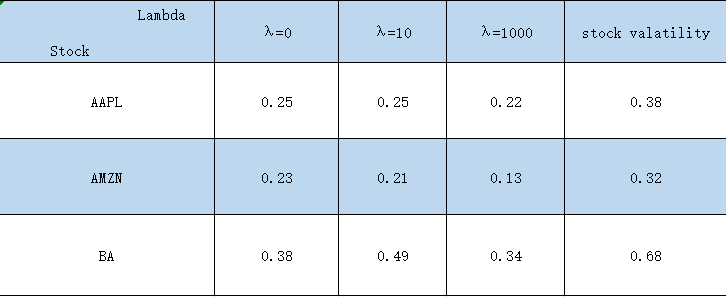 Lambda
Stock
λ=0
λ=10
λ=1000
stock valatility
AAPL
0.25
0.25
0.22
0.38
AMZN
0.23
0.21
0.13
0.32
BA
0.38
0.49
0.34
0.68